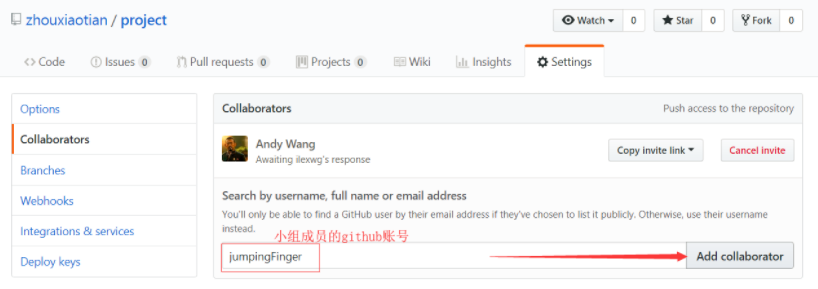 zhouxiaotian / project
Watch 0 Star 0 Fork 0
Code Issues 0 Pull requests 0 Projects 0 Wiki Insights Settings
Options
Collaborators
Branches
Webhooks
Integrations & services
Deploy keys
Collaborators Push access to the repository
Andy Wang
Awaiting ilexwg's response
Copy invite link Cancel invite
Search by username, full name or email address
You'll only be able to find a GitHub user by their email address if they've chosen to list it publicly. Otherwise, use their username
instead.
小组成员的github账号
jumpingFinger
Add collaborator